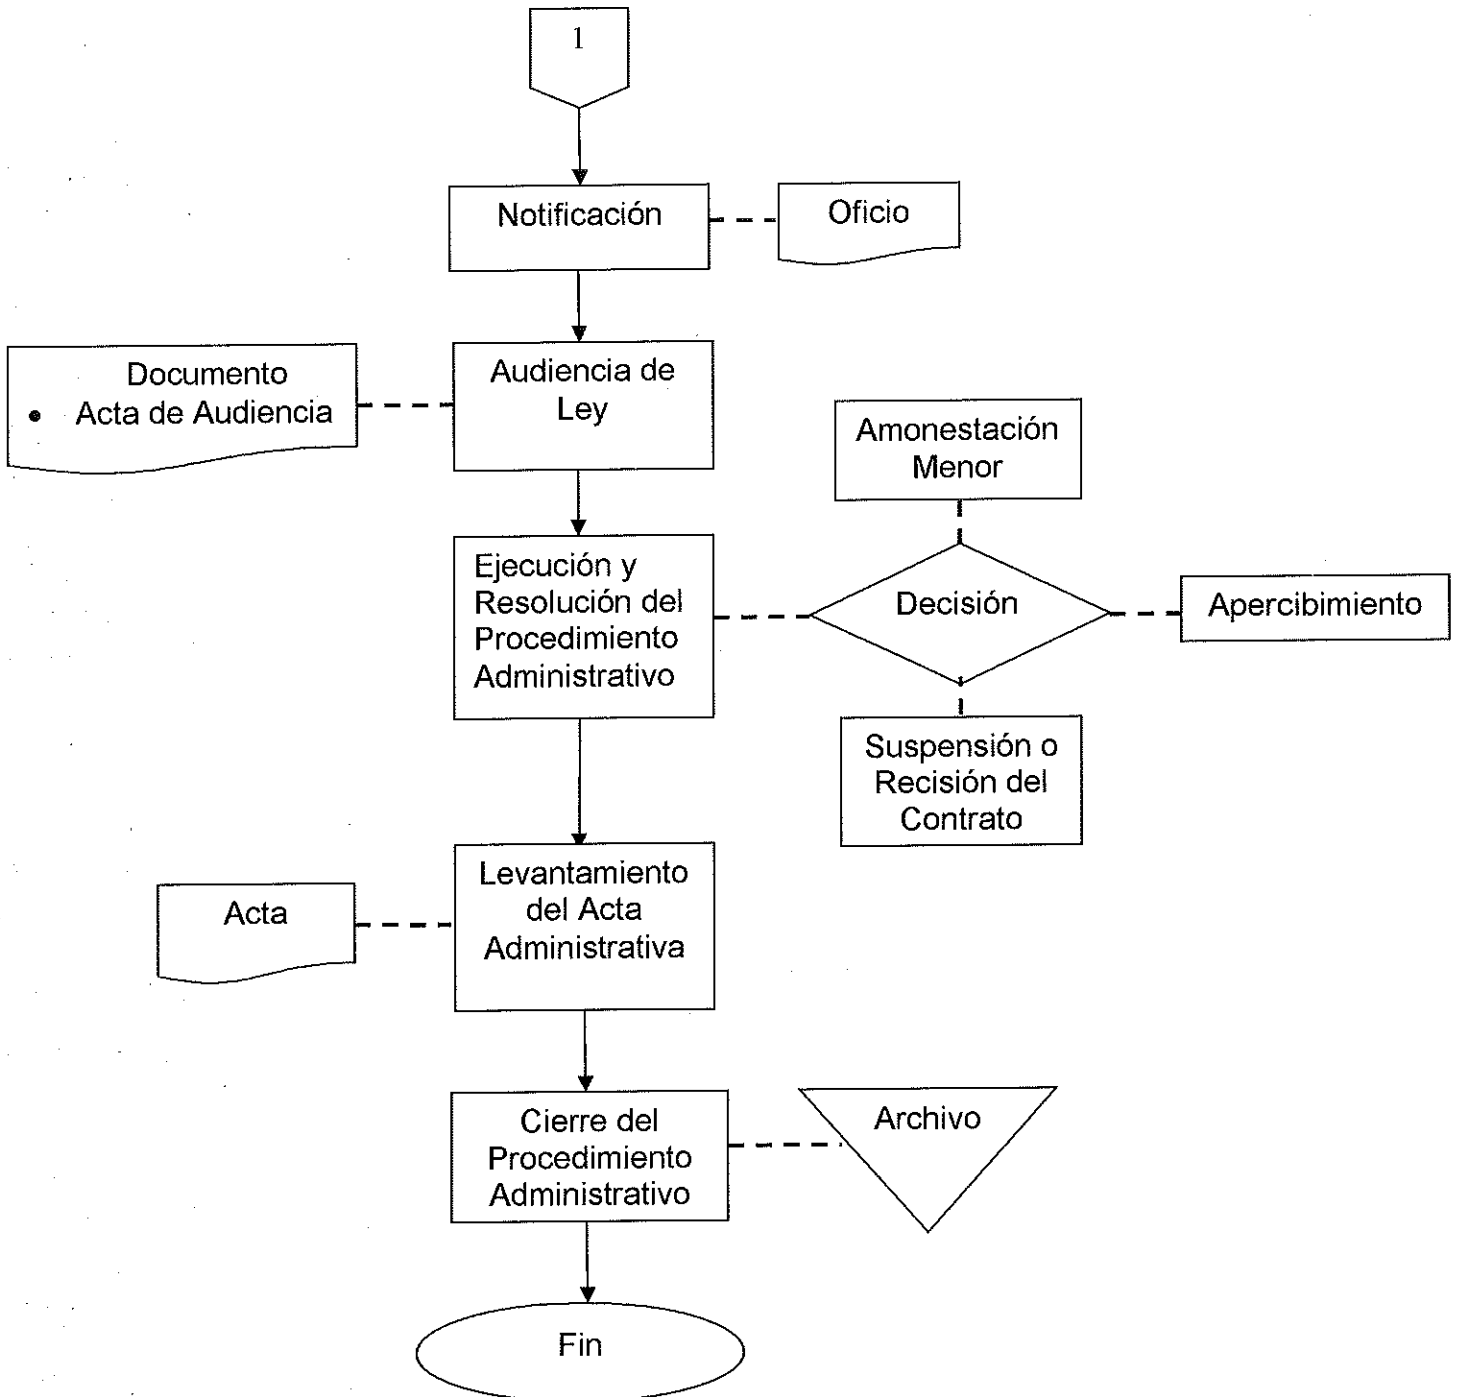 1
Notificación
Oficio
Documento
• Acta de Audiencia
Audiencia de
Ley
Amonestación
Menor
Ejecución y
Resolución del
Procedimiento
Administrativo
Decisión
Apercibimiento
Suspensión o
Recisión del
Contrato
Levantamiento
del Acta
Administrativa
Acta
Cierre del
Procedimiento
Administrativo
Archivo
Fin